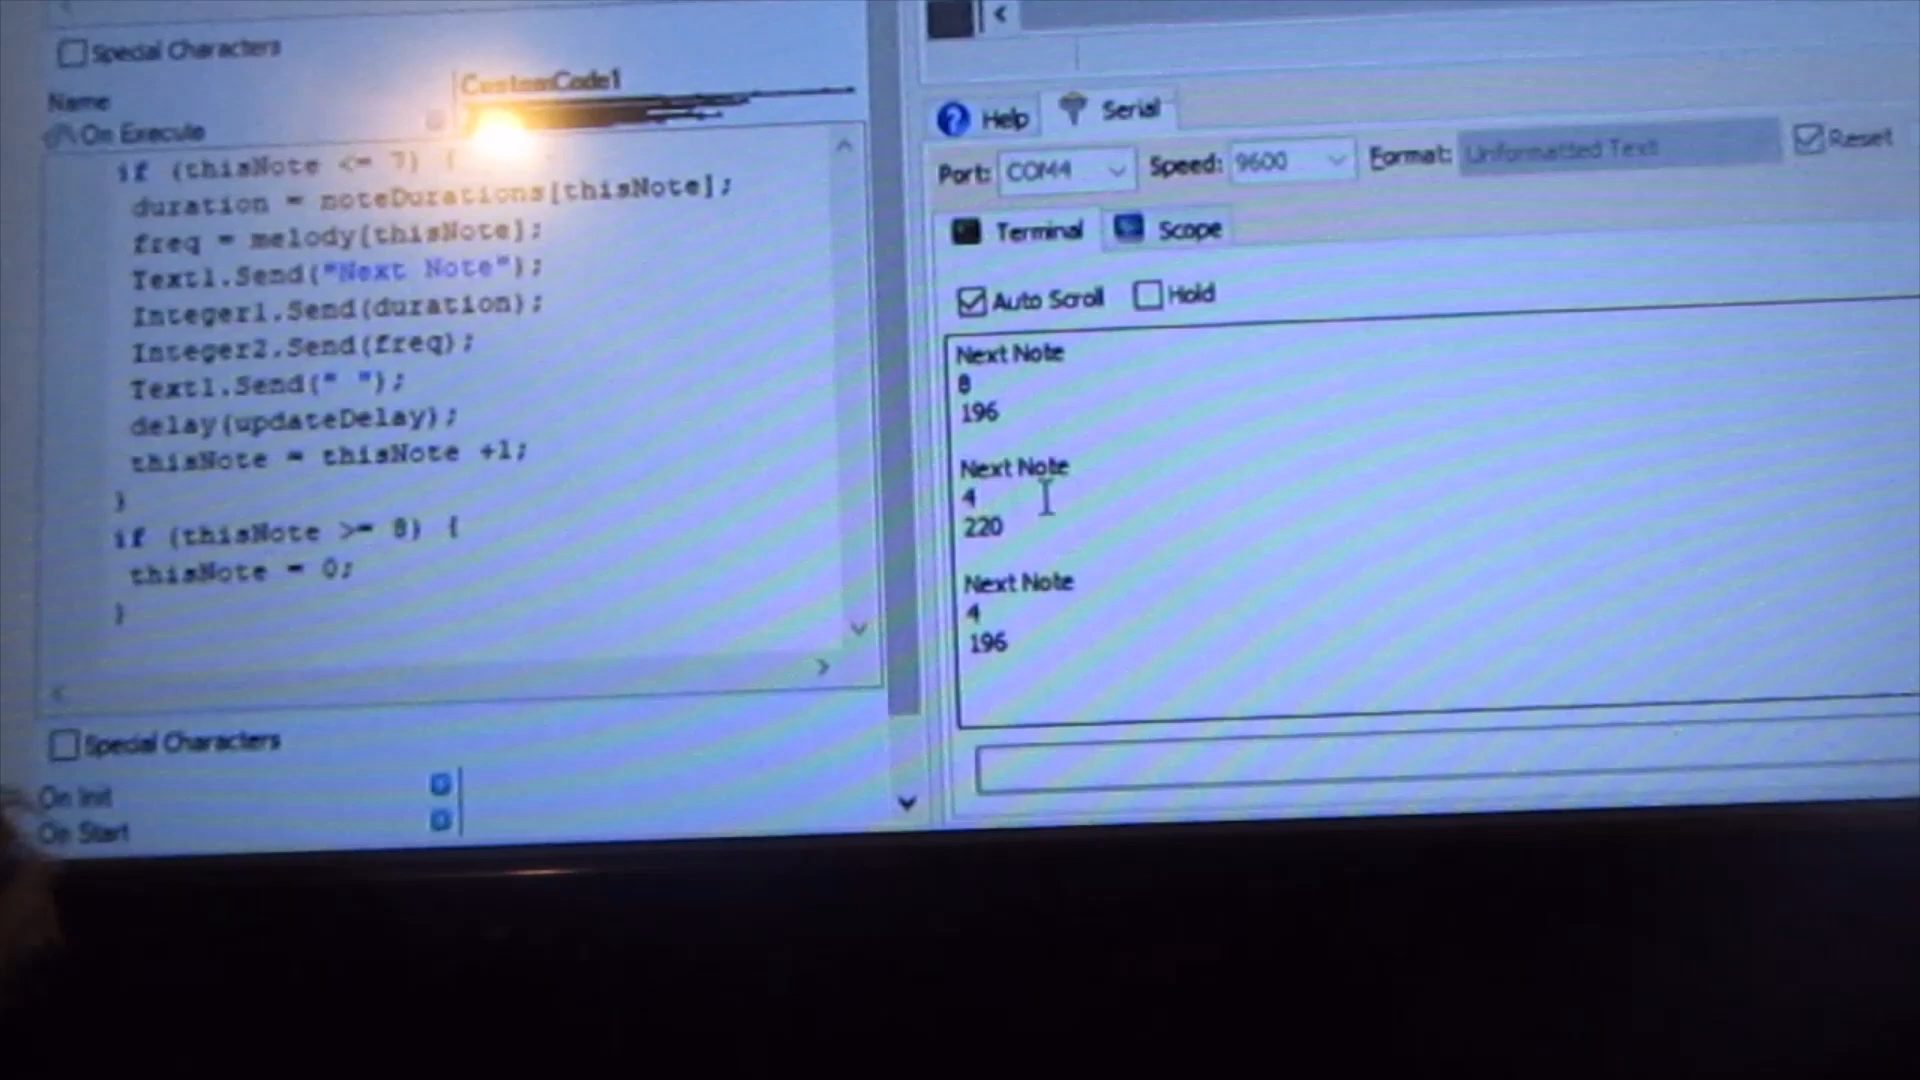 Special Characters
Name
CustomCode1
On Execute
if (thisNote <= 7) {
duration = noteDurations[thisNote];
freq = melody[thisNote];
Text1.Send("Next Note");
Integer1.Send(duration);
Integer2.Send(freq);
Text1.Send(" ");
delay(updateDelay);
thisNote = thisNote +1;
}
if (thisNote >= 8) {
thisNote = 0;
}
Special Characters
On Init
On Start
Help
Serial
Port: COM4 Speed: 9600 Format: Unformatted Text Reset
Terminal Scope
Auto Scroll Hold
Next Note
8
196
Next Note
4
220
Next Note
4
196